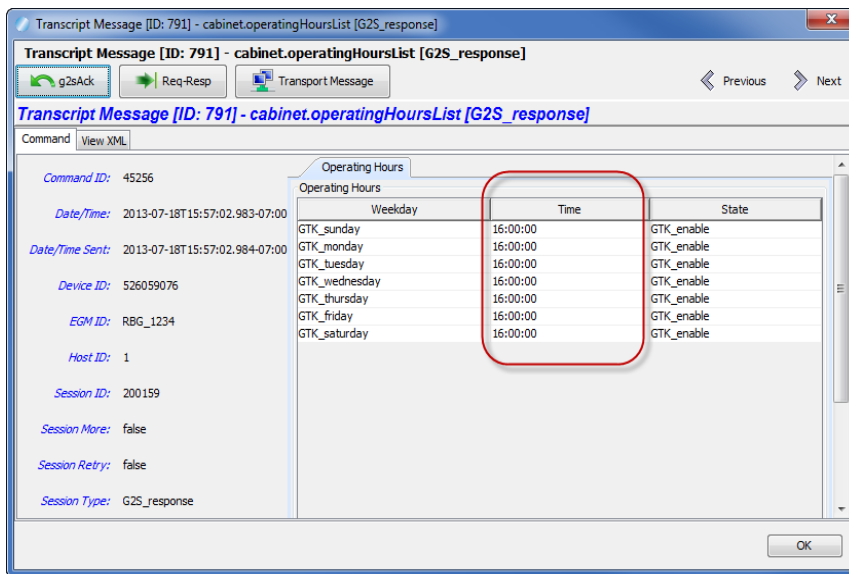 Transcript Message [ID: 791] - cabinet.operatingHoursList [G2S_response]
Transcript Message [ID: 791] - cabinet.operatingHoursList [G2S_response]
g2sAck Req-Resp Transport Message Previous Next
Transcript Message [ID: 791] - cabinet.operatingHoursList [G2S_response]
Command View XML
Operating Hours
Operating Hours
Weekday Time State
GTK_sunday 16:00:00 GTK_enable
GTK_monday 16:00:00 GTK_enable
GTK_tuesday 16:00:00 GTK_enable
GTK_wednesday 16:00:00 GTK_enable
GTK_thursday 16:00:00 GTK_enable
GTK_friday 16:00:00 GTK_enable
GTK_saturday 16:00:00 GTK_enable
Command ID: 45256
Date/Time: 2013-07-18T15:57:02.983-07:00
Date/Time Sent: 2013-07-18T15:57:02.984-07:00
Device ID: 526059076
EGM ID: RBG_1234
Host ID: 1
Session ID: 200159
Session More: false
Session Retry: false
Session Type: G2S_response
OK